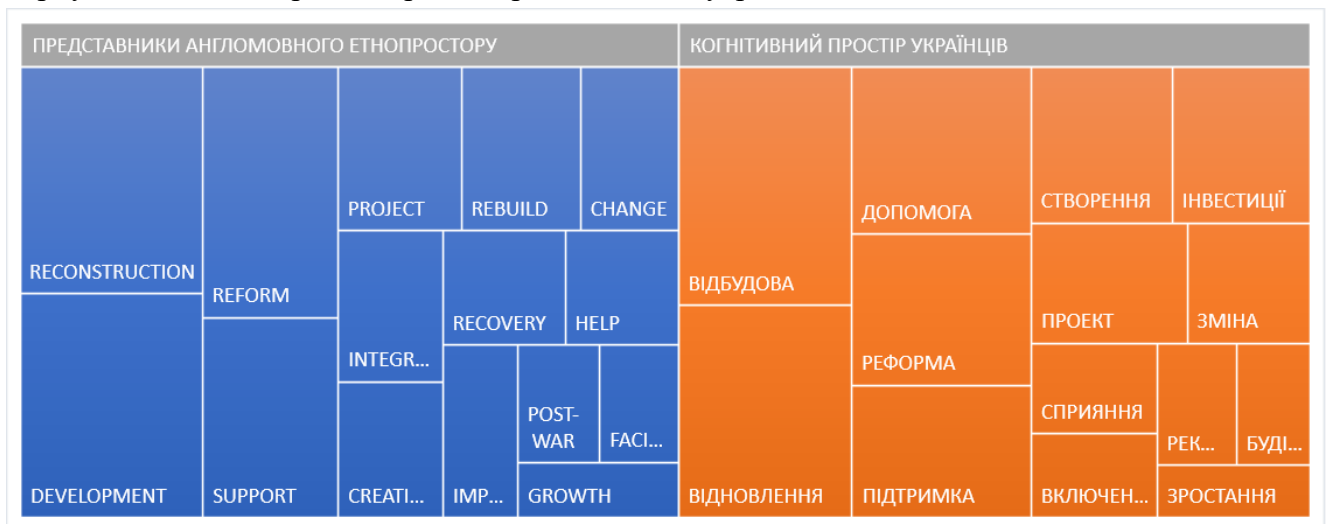 ПРЕДСТАВНИКИ АНГЛОМОВНОГО ЕТНОПРОСТОРУ
RECONSTRUCTION
DEVELOPMENT
REFORM
SUPPORT
PROJECT
REBUILD
CHANGE
INTEGR...
RECOVERY
HELP
CREATI...
IMP...
POST-
WAR
FACI...
GROWTH
КОГНІТИВНИЙ ПРОСТІР УКРАЇНЦІВ
ВІДБУДОВА
ВІДНОВЛЕННЯ
ДОПОМОГА
РЕФОРМА
ПІДТРИМКА
СТВОРЕННЯ
ІНВЕСТИЦІЇ
ПРОЕКТ
ЗМІНА
СПРИЯННЯ
ВКЛЮЧЕН...
РЕК...
БУДІ...
ЗРОСТАННЯ